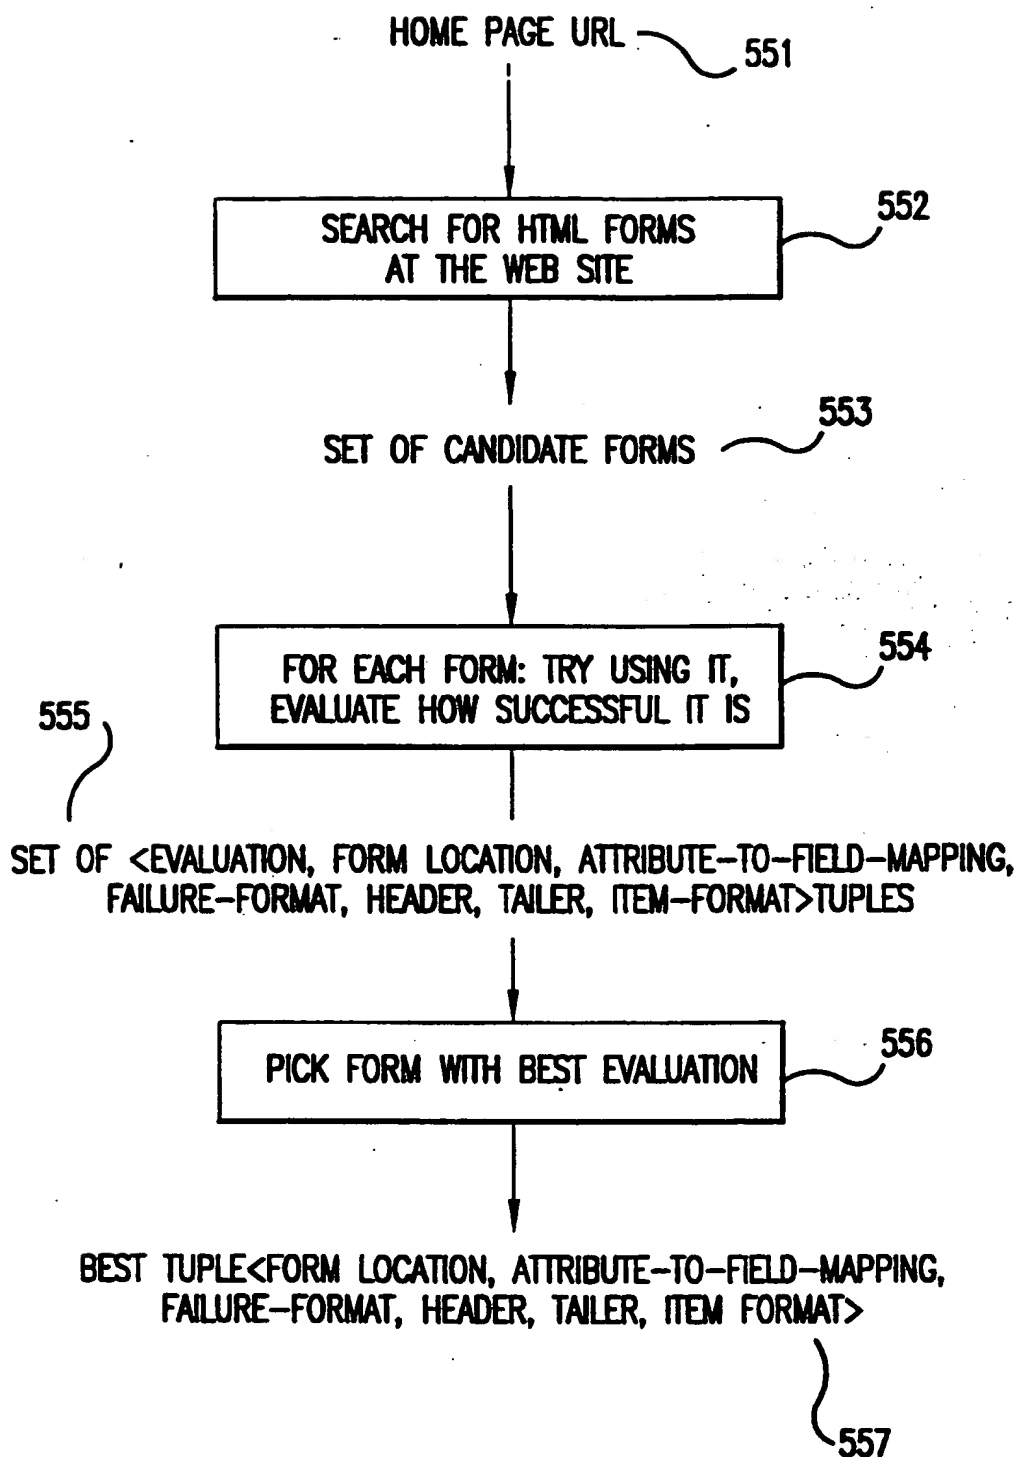 HOME PAGE URL
551
SEARCH FOR HTML FORMS
AT THE WEB SITE
552
SET OF CANDIDATE FORMS
553
FOR EACH FORM: TRY USING IT,
EVALUATE HOW SUCCESSFUL IT IS
554
555
SET OF <EVALUATION, FORM LOCATION, ATTRIBUTE-TO-FIELD-MAPPING,
FAILURE-FORMAT, HEADER, TAILER, ITEM-FORMAT>TUPLES
PICK FORM WITH BEST EVALUATION
556
BEST TUPLE<FORM LOCATION, ATTRIBUTE-TO-FIELD-MAPPING,
FAILURE-FORMAT, HEADER, TAILER, ITEM FORMAT>
557